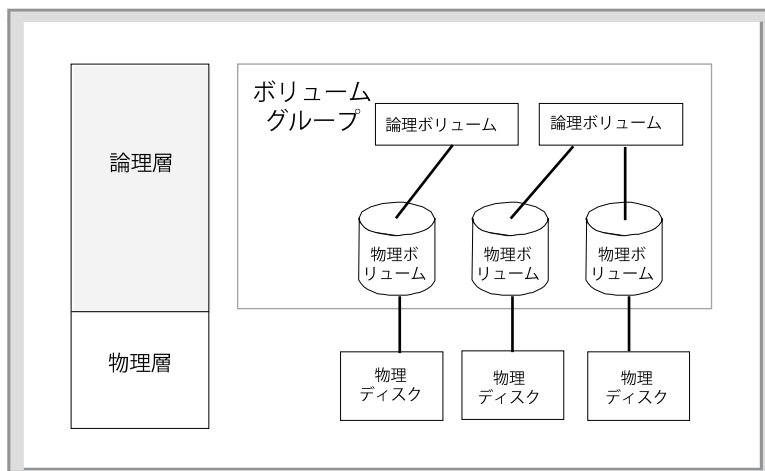 論理層
物理層
ボリューム
グループ
論理ボリューム
論理ボリューム
物理ボ
リューム
物理ボ
リューム
物理ボ
リューム
物理
ディスク
物理
ディスク
物理
ディスク